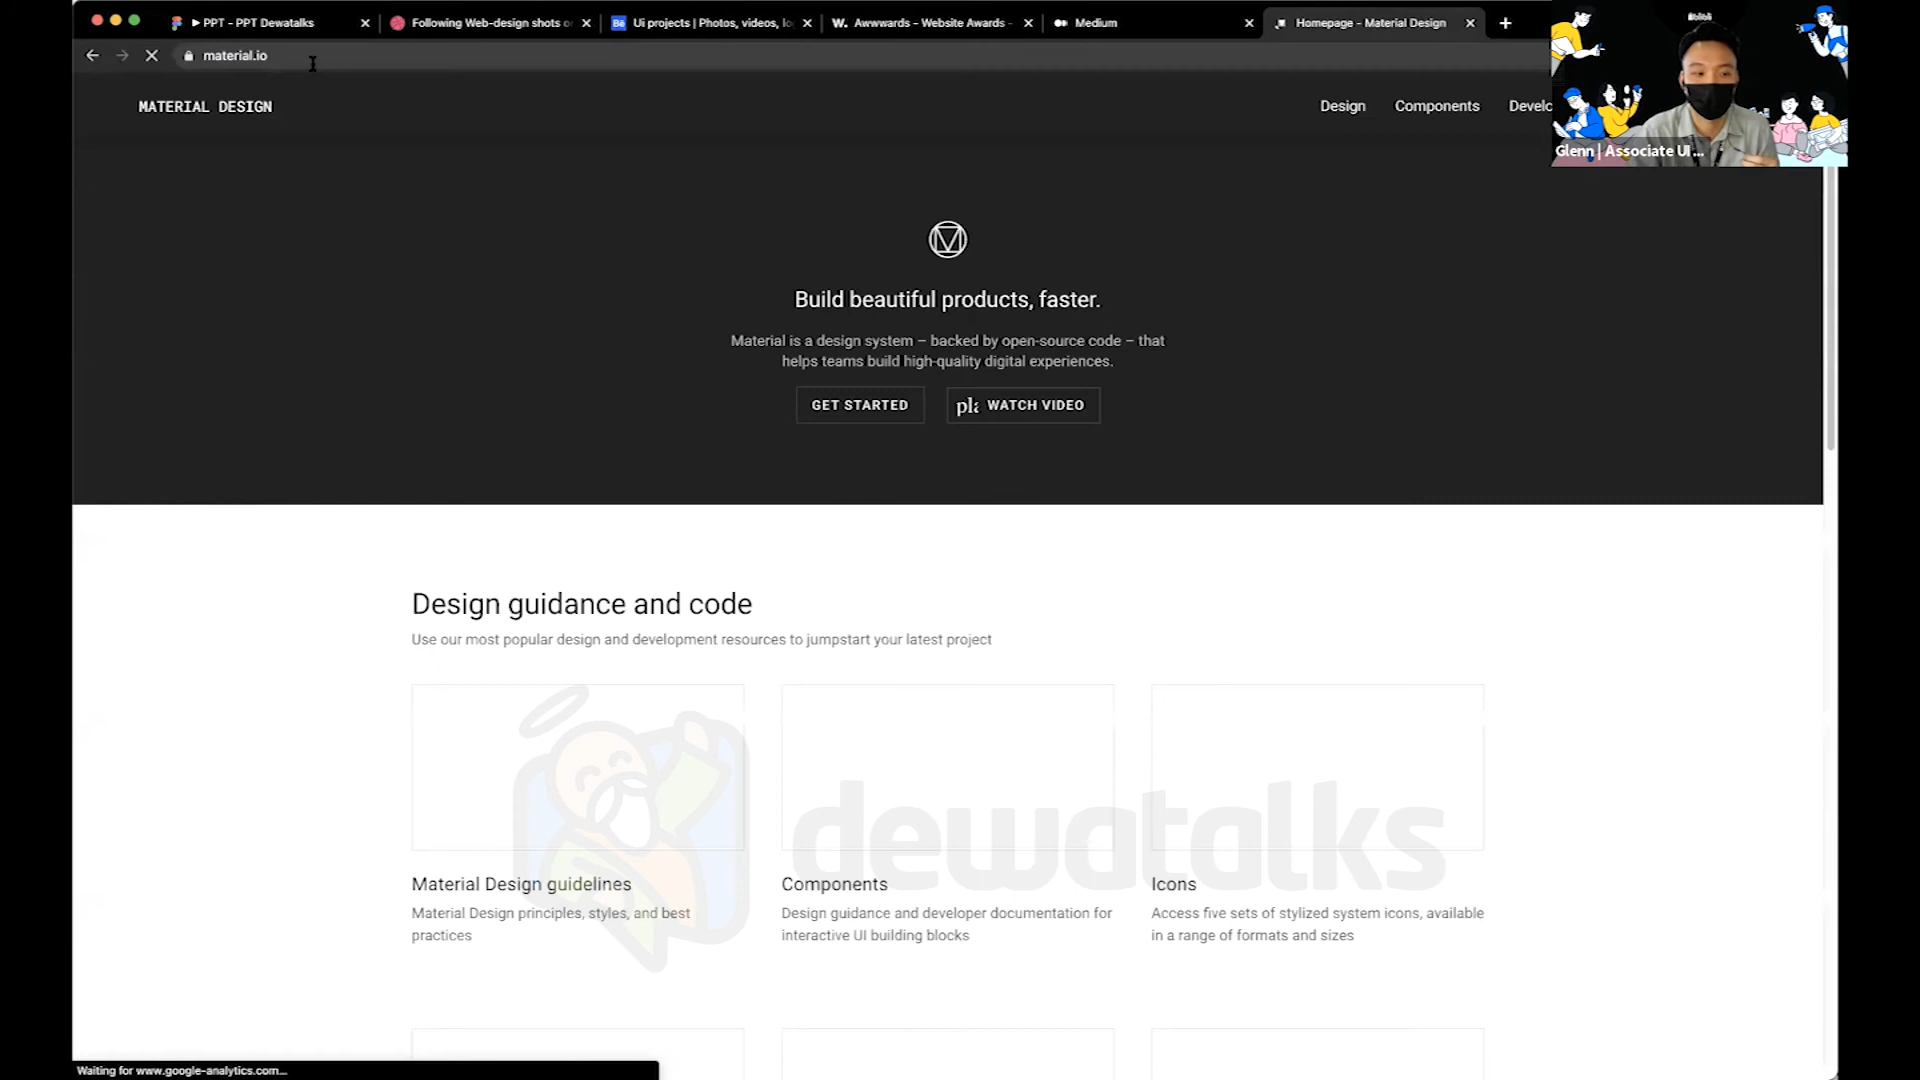 PPT - PPT Dewatalks
Following Web-design shots o
Bē
Ui projects | Photos, videos, lo
W. Awwwards - Website Awards -
Medium
Homepage - Material Design
material.io
MATERIAL DESIGN
Design
Components
Develo
Glenn | Associate UI ...
Build beautiful products, faster.
Material is a design system – backed by open-source code – that
helps teams build high-quality digital experiences.
GET STARTED
pla WATCH VIDEO
Design guidance and code
Use our most popular design and development resources to jumpstart your latest project
dewatalks
Material Design guidelines
Material Design principles, styles, and best
practices
Components
Design guidance and developer documentation for
interactive UI building blocks
Icons
Access five sets of stylized system icons, available
in a range of formats and sizes
Waiting for www.google-analytics.com...